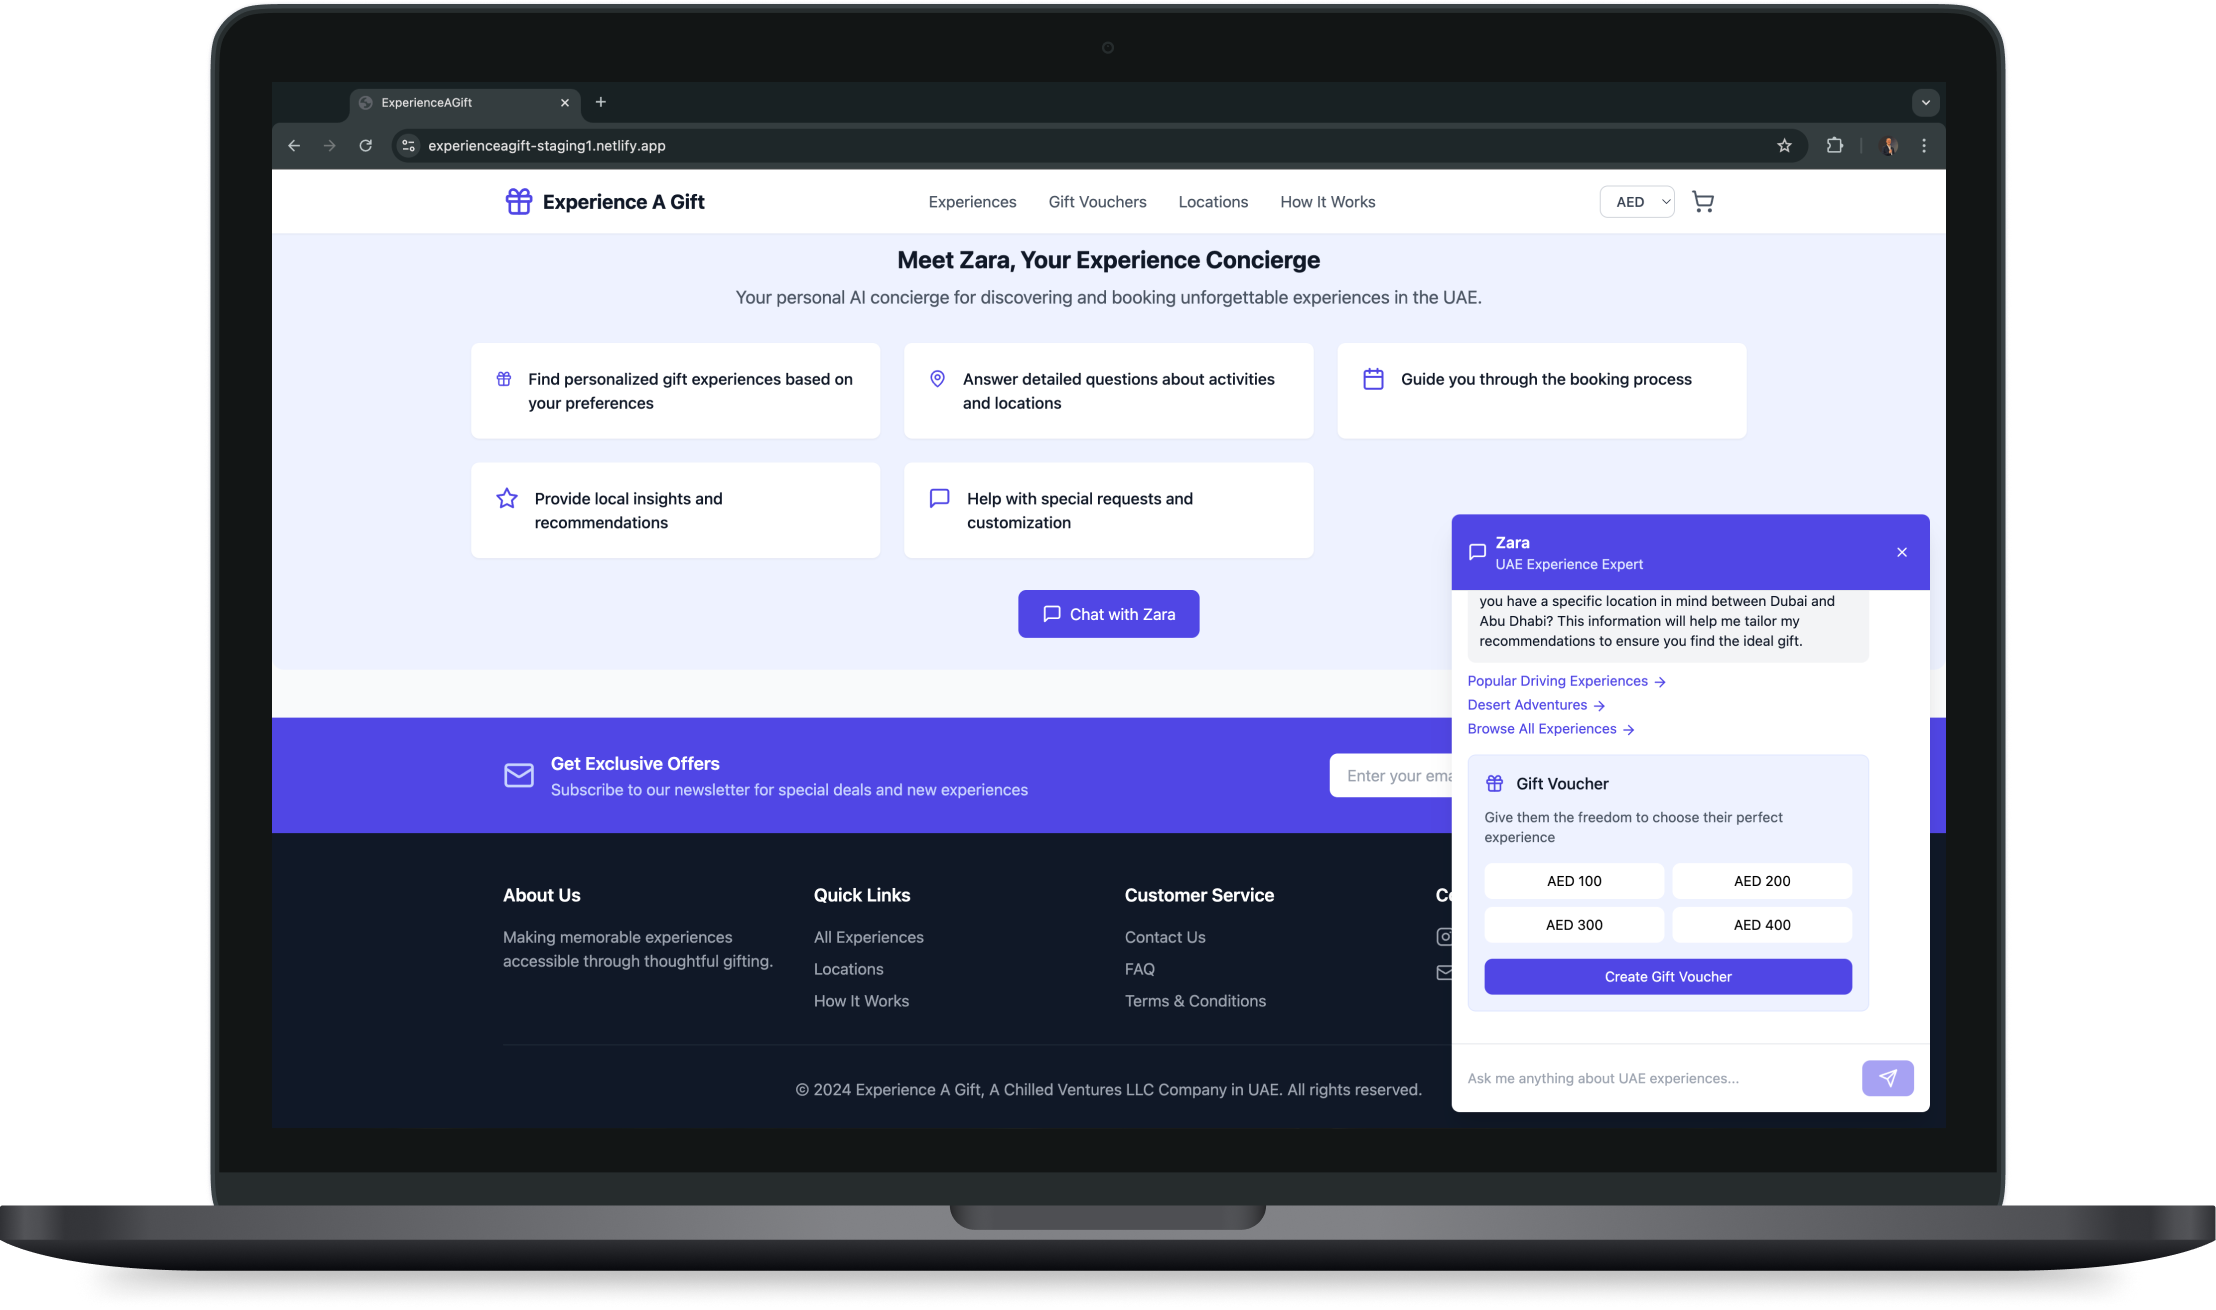 ExperienceAGift
experienceagift-staging1.netlify.app
Experience A Gift
Experiences
Gift Vouchers
Locations
How It Works
AED
Meet Zara, Your Experience Concierge
Your personal AI concierge for discovering and booking unforgettable experiences in the UAE.
Find personalized gift experiences based on
your preferences
Answer detailed questions about activities
and locations
Guide you through the booking process
Provide local insights and
recommendations
Help with special requests and
customization
Chat with Zara
Get Exclusive Offers
Subscribe to our newsletter for special deals and new experiences
Enter your ema
About Us
Making memorable experiences
accessible through thoughtful gifting.
Quick Links
All Experiences
Locations
How It Works
Customer Service
Contact Us
FAQ
Terms & Conditions
© 2024 Experience A Gift, A Chilled Ventures LLC Company in UAE. All rights reserved.
Zara
UAE Experience Expert
you have a specific location in mind between Dubai and
Abu Dhabi? This information will help me tailor my
recommendations to ensure you find the ideal gift.
Popular Driving Experiences
Desert Adventures
Browse All Experiences
Gift Voucher
Give them the freedom to choose their perfect
experience
AED 100
AED 200
AED 300
AED 400
Create Gift Voucher
Ask me anything about UAE experiences...